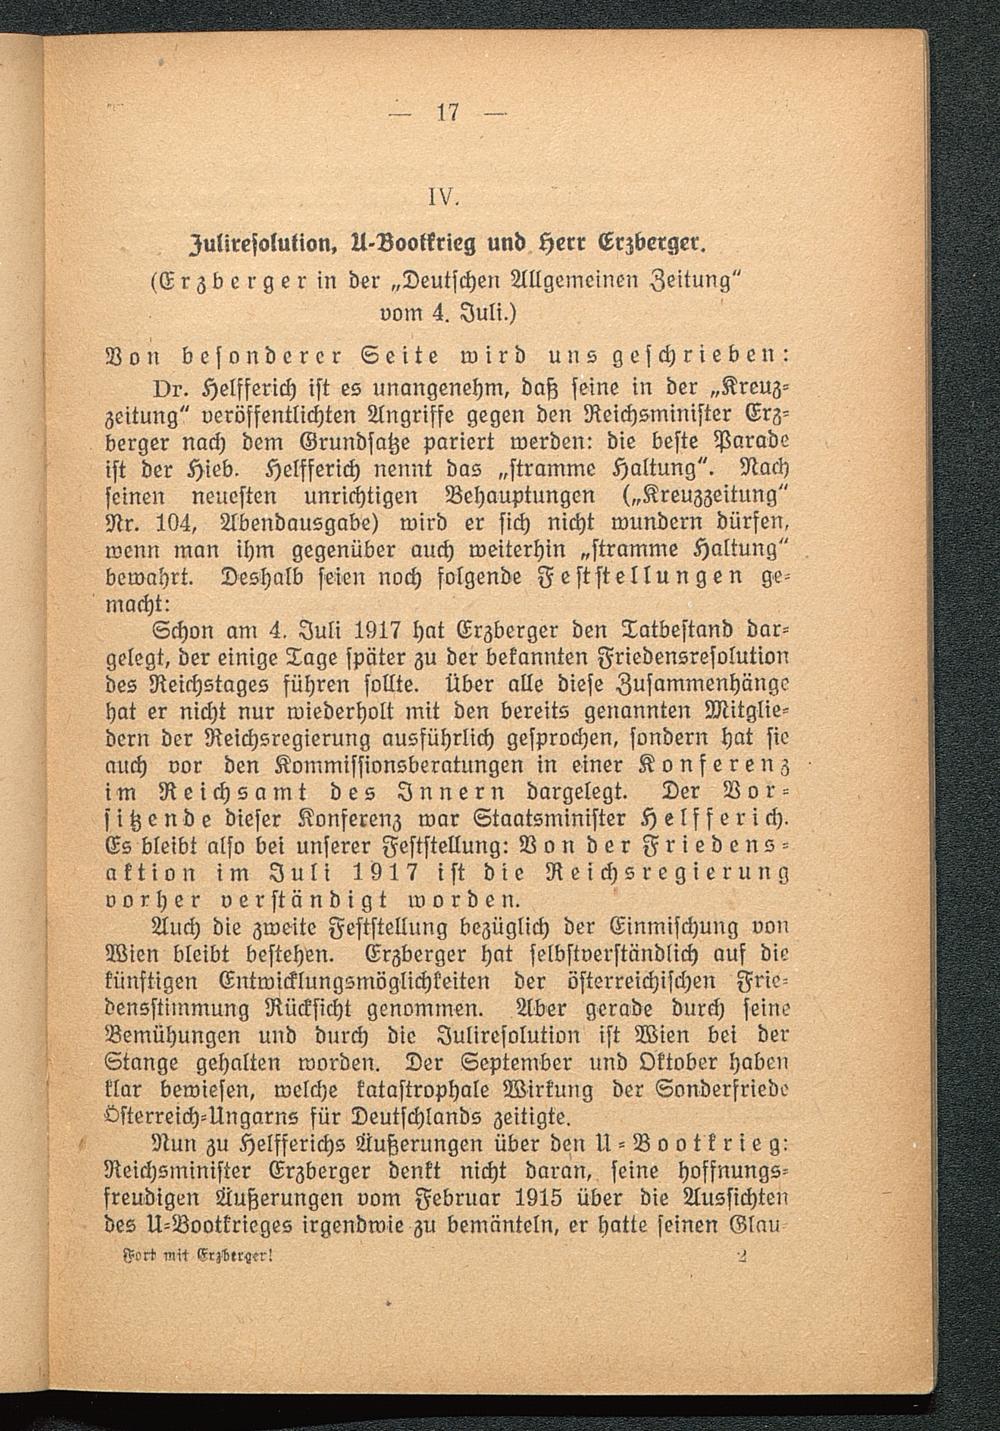 — 17 —
IV.
Juliresolution, U-Bootkrieg und Herr Erzberger.
(Erzberger in der „Deutschen Allgemeinen Zeitung“
vom 4. Juli.)
Von besonderer Seite wird uns geschrieben:
Dr. Helfferich ist es unangenehm, daß seine in der „Kreuz-
zeitung“ veröffentlichten Angriffe gegen den Reichsminister Erz-
berger nach dem Grundsatze pariert werden: die beste Parade
ist der Hieb. Helfferich nennt das „stramme Haltung“. Nach
seinen neuesten unrichtigen Behauptungen („Kreuzzeitung“
Nr. 104, Abendausgabe) wird er sich nicht wundern dürfen,
wenn man ihm gegenüber auch weiterhin „stramme Haltung“
bewahrt. Deshalb seien noch folgende Feststellungen ge-
macht:
Schon am 4. Juli 1917 hat Erzberger den Tatbestand dar-
gelegt, der einige Tage später zu der bekannten Friedensresolution
des Reichstages führen sollte. Über alle diese Zusammenhänge
hat er nicht nur wiederholt mit den bereits genannten Mitglie-
dern der Reichsregierung ausführlich gesprochen, sondern hat sie
auch vor den Kommissionsberatungen in einer Konferenz
im Reichsamt des Innern dargelegt. Der Vor-
sitzende dieser Konferenz war Staatsminister Helfferich.
Es bleibt also bei unserer Feststellung: Von der Friedens-
aktion im Juli 1917 ist die Reichsregierung
vorher verständigt worden.
Auch die zweite Feststellung bezüglich der Einmischung von
Wien bleibt bestehen. Erzberger hat selbstverständlich auf die
künftigen Entwicklungsmöglichkeiten der österreichischen Frie-
densstimmung Rücksicht genommen. Aber gerade durch seine
Bemühungen und durch die Juliresolution ist Wien bei der
Stange gehalten worden. Der September und Oktober haben
klar bewiesen, welche katastrophale Wirkung der Sonderfriede
Österreich-Ungarns für Deutschlands zeitigte.
Nun zu Helfferichs Äußerungen über den U-Bootkrieg:
Reichsminister Erzberger denkt nicht daran, seine hoffnungs-
freudigen Äußerungen vom Februar 1915 über die Aussichten
des U-Bootkrieges irgendwie zu bemänteln, er hatte seinen Glau-
Fort mit Erzberger! 2